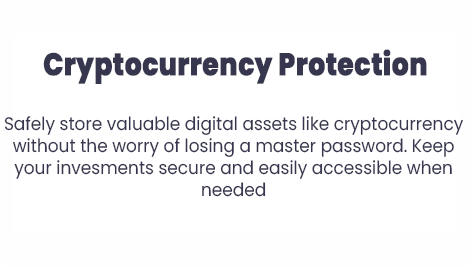 Cryptocurrency Protection
Safely store valuable digital assets like cryptocurrency
without the worry of losing a master password. Keep
your invesments secure and easily accessible when
needed